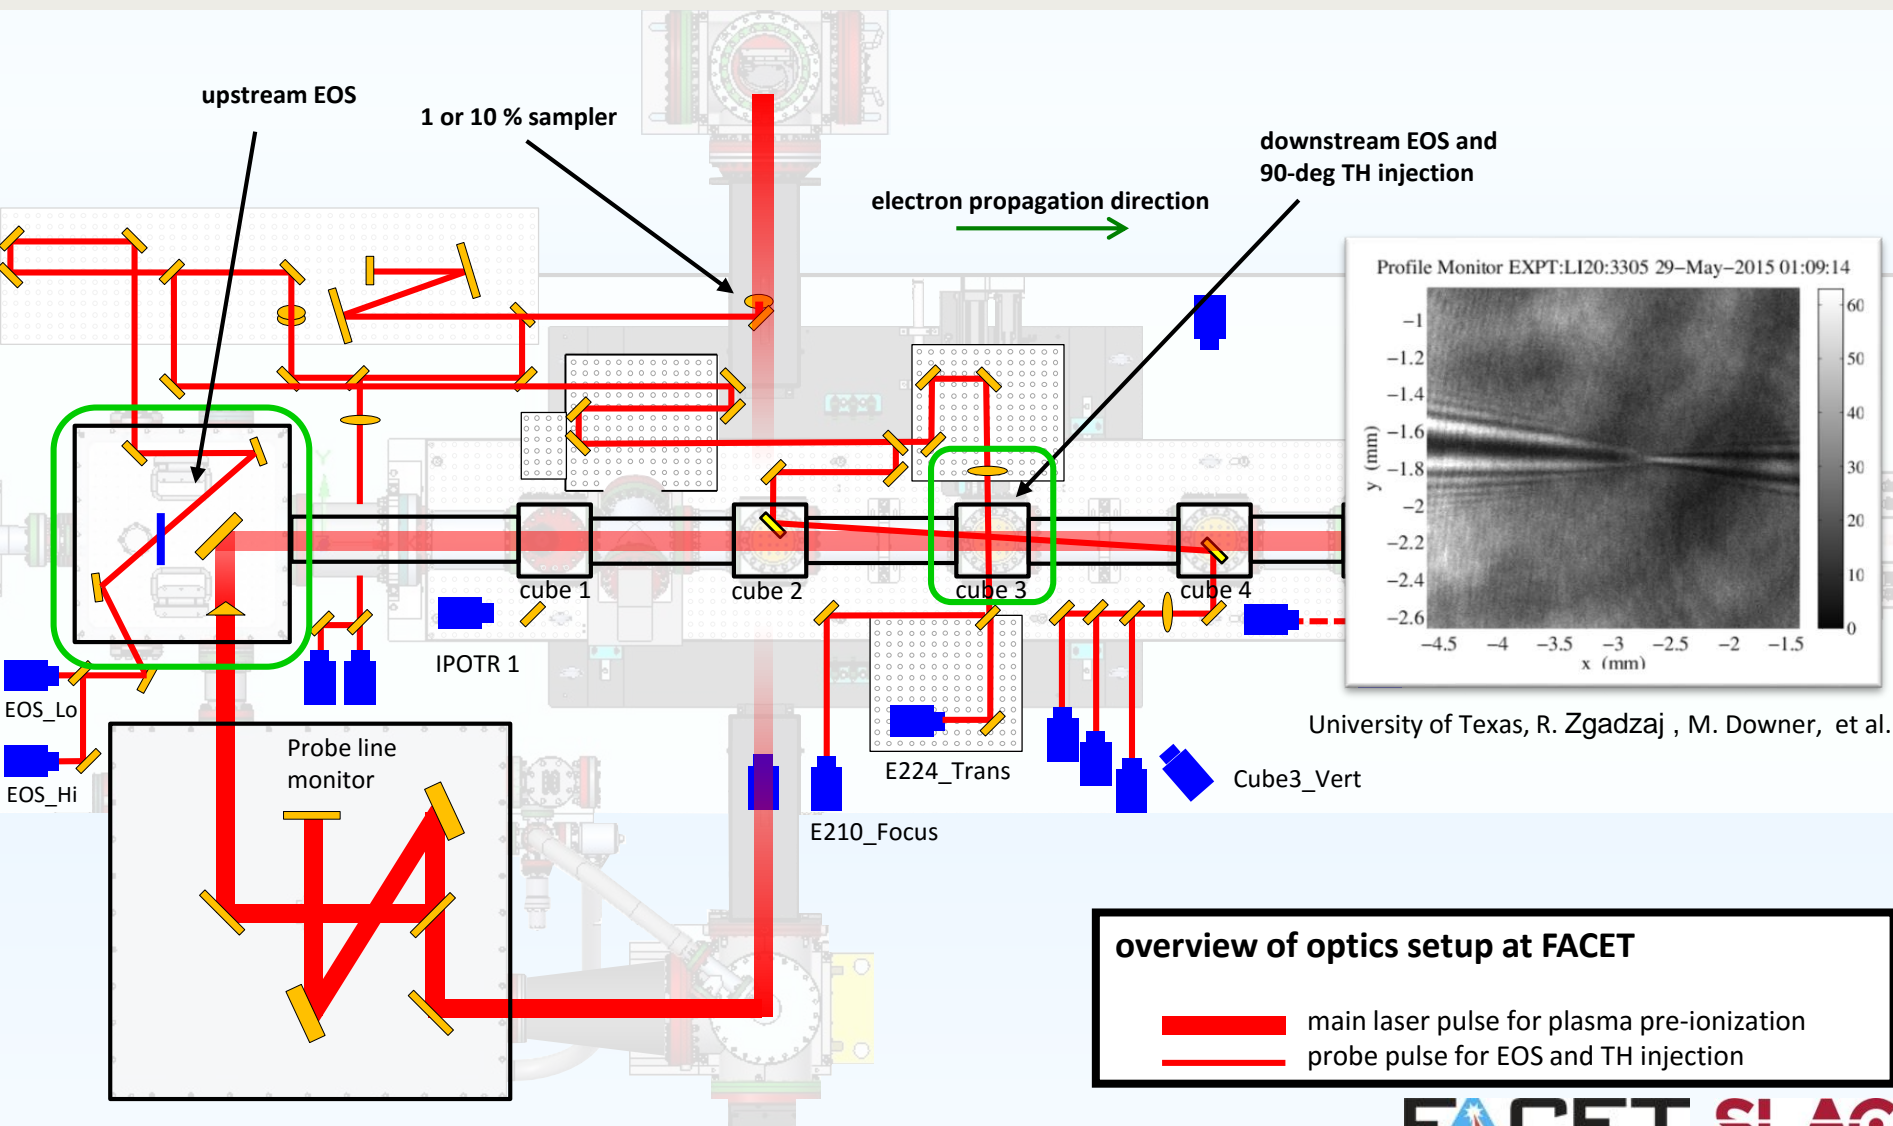 upstream EOS
1 or 10 % sampler
downstream EOS and
90-deg TH injection
electron propagation direction
Profile Monitor EXPT:LI20:3305 29−May−2015 01:09:14
−1
−1.2
−1.4
−1.6
−1.8
−2
−2.2
−2.4
−2.6
y (mm)
−4.5 −4 −3.5 −3 −2.5 −2 −1.5
x (mm)
60
50
40
30
20
10
0
cube 1
cube 2
cube 3
cube 4
IPOTR 1
EOS_Lo
EOS_Hi
University of Texas, R. Zgadzaj , M. Downer, et al.
Probe line
monitor
E224_Trans
Cube3_Vert
E210_Focus
overview of optics setup at FACET
main laser pulse for plasma pre-ionization
probe pulse for EOS and TH injection
FACET SLAC